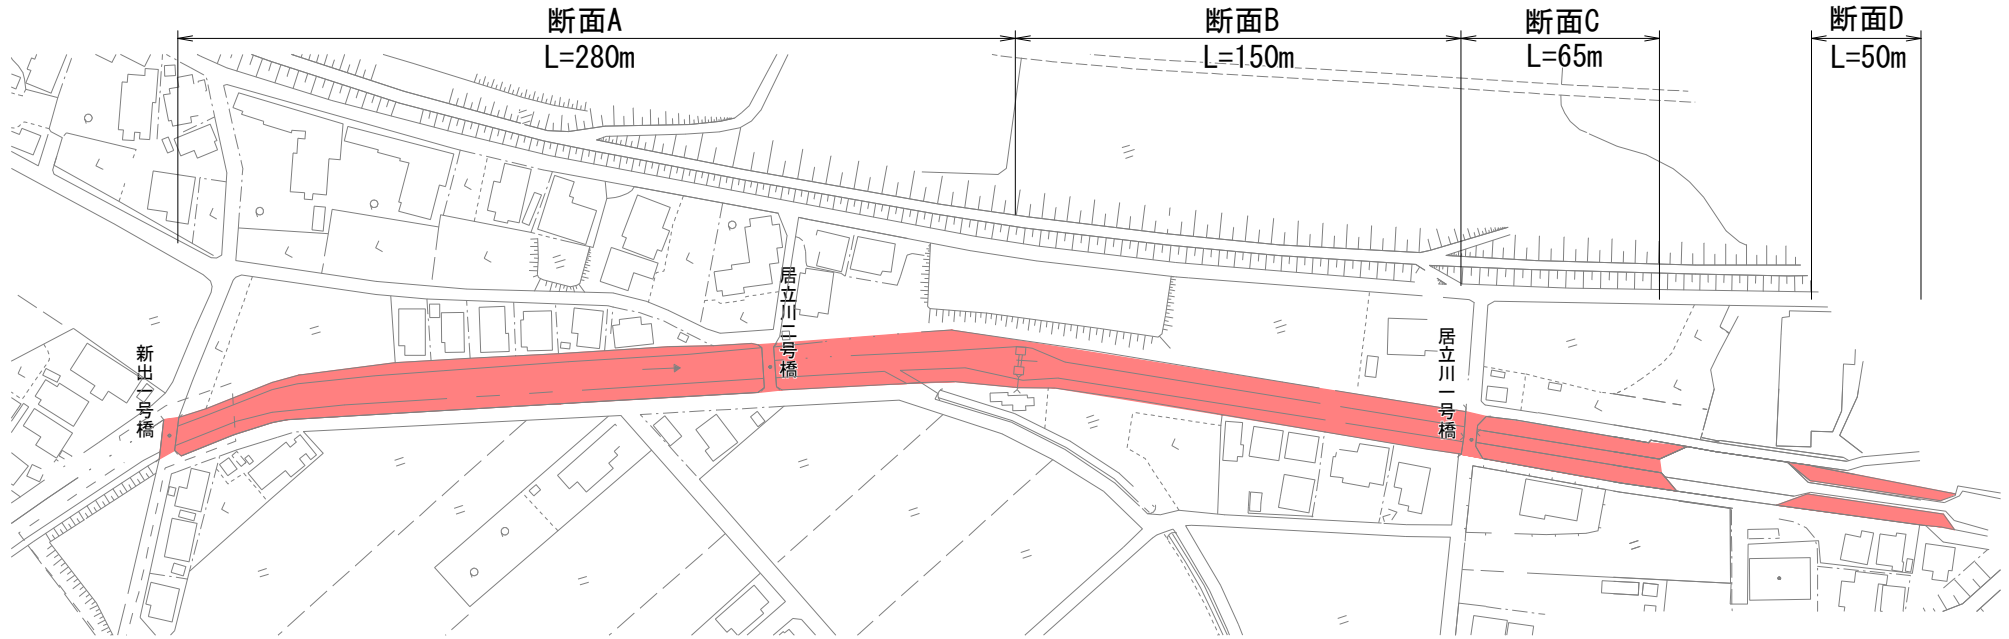 断面A
L=280m
断面B
L=150m
断面C
L=65m
断面D
L=50m
新出一号橋
居立川二号橋
居立川一号橋